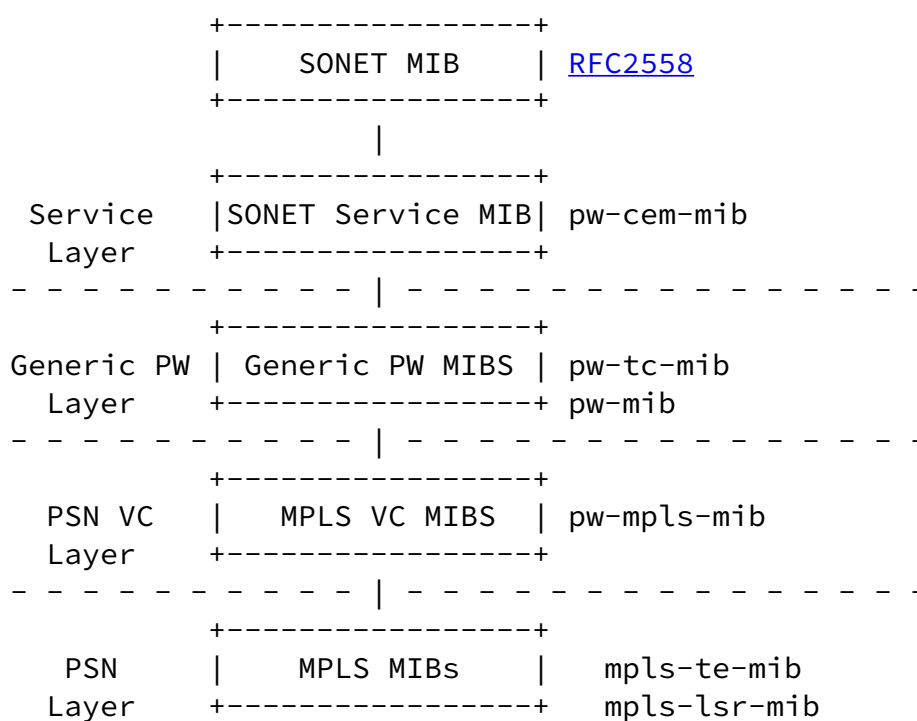 +-----------------+
| SONET MIB | RFC2558
+-----------------+
|
+-----------------+
Service |SONET Service MIB| pw-cem-mib
Layer +-----------------+
- - - - - - - - - - | - - - - - - - - - - - - - - -
+-----------------+
Generic PW | Generic PW MIBS | pw-tc-mib
Layer +-----------------+ pw-mib
- - - - - - - - - - | - - - - - - - - - - - - - - -
+-----------------+
PSN VC | MPLS VC MIBS | pw-mpls-mib
Layer +-----------------+
- - - - - - - - - - | - - - - - - - - - - - - - - -
+-----------------+
PSN | MPLS MIBs | mpls-te-mib
Layer +-----------------+ mpls-lsr-mib